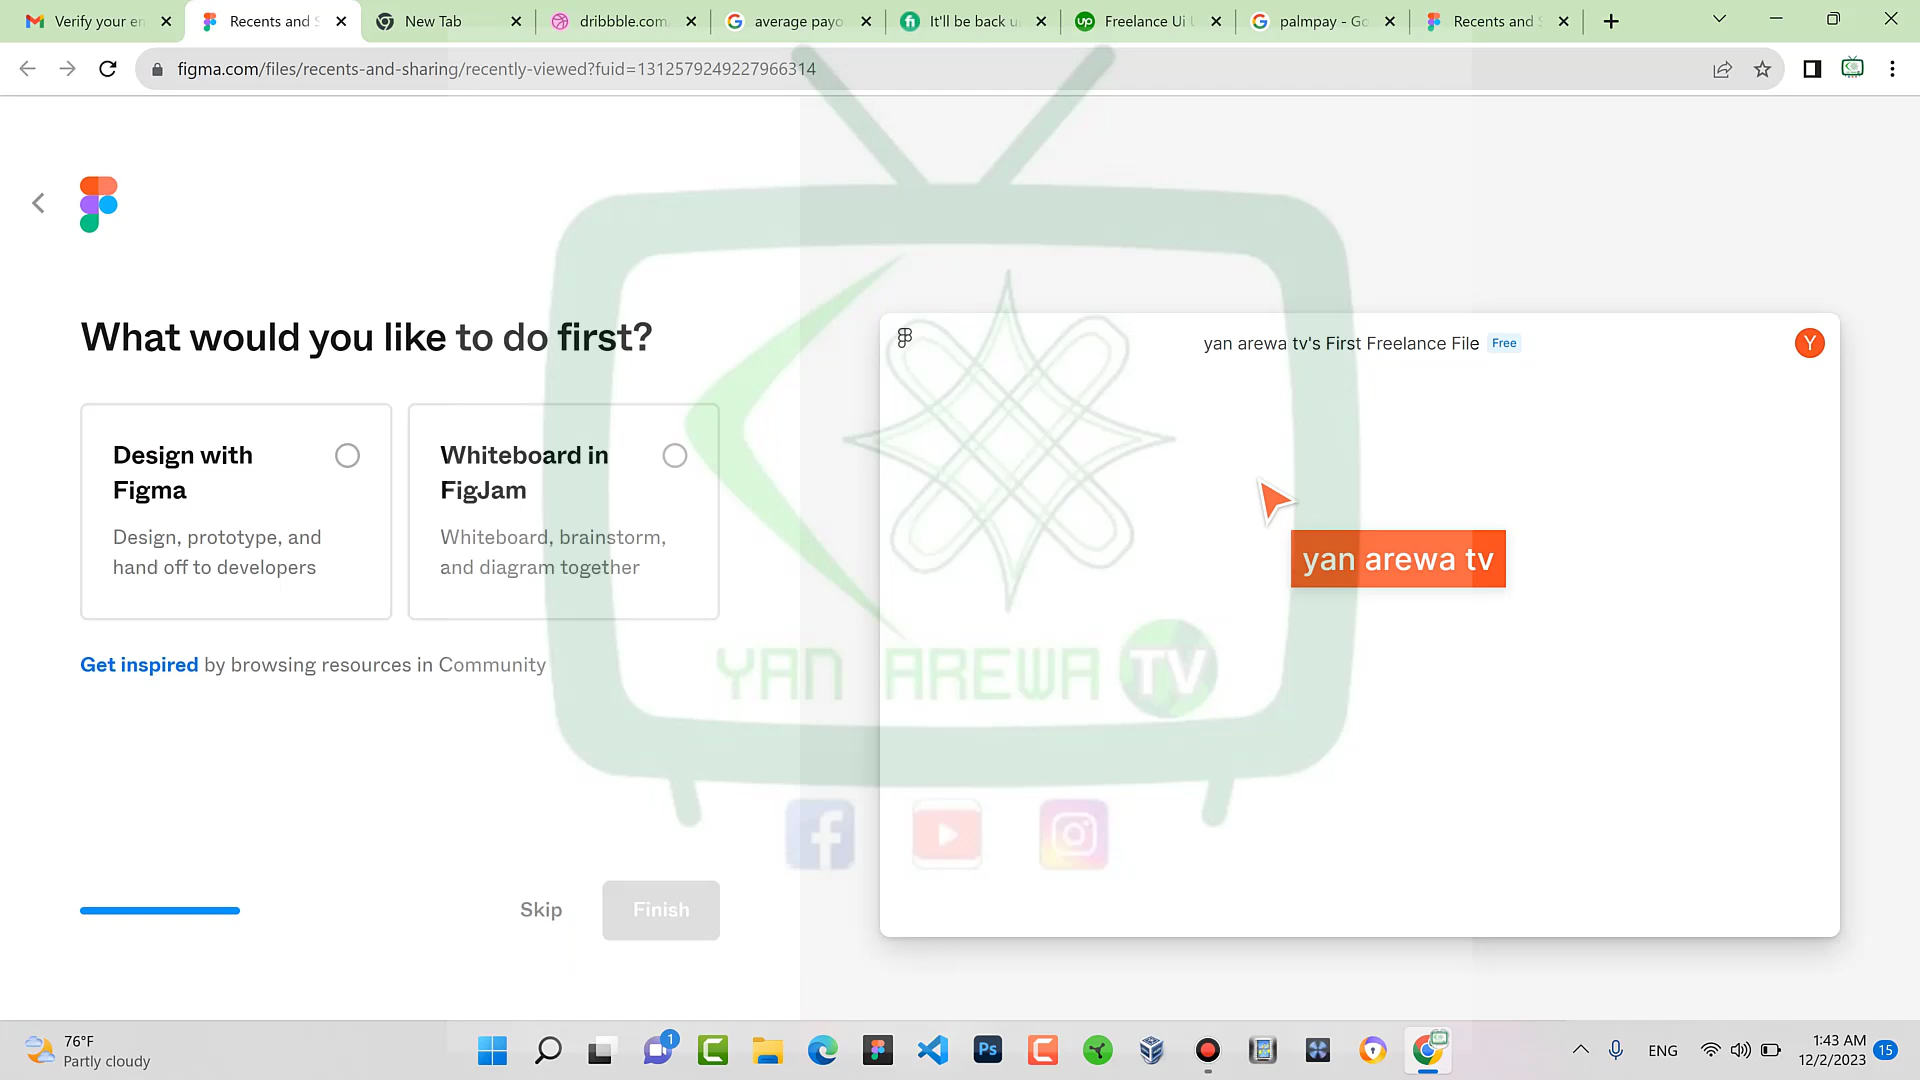 Verify your en
Recents and S
New Tab
dribbble.com
average payo
It'll be back u
Freelance Ui
palmpay - Go
Recents and S
figma.com/files/recents-and-sharing/recently-viewed?fuid=1312579249227966314
What would you like to do first?
Design with
Figma
Design, prototype, and
hand off to developers
Whiteboard in
FigJam
Whiteboard, brainstorm,
and diagram together
Get inspired by browsing resources in Community
Skip
Finish
yan arewa tv's First Freelance File
Free
Y
yan arewa tv
YAN AREWA TV
76°F
Partly cloudy
1
Ps
ENG
1:43 AM
12/2/2023
15